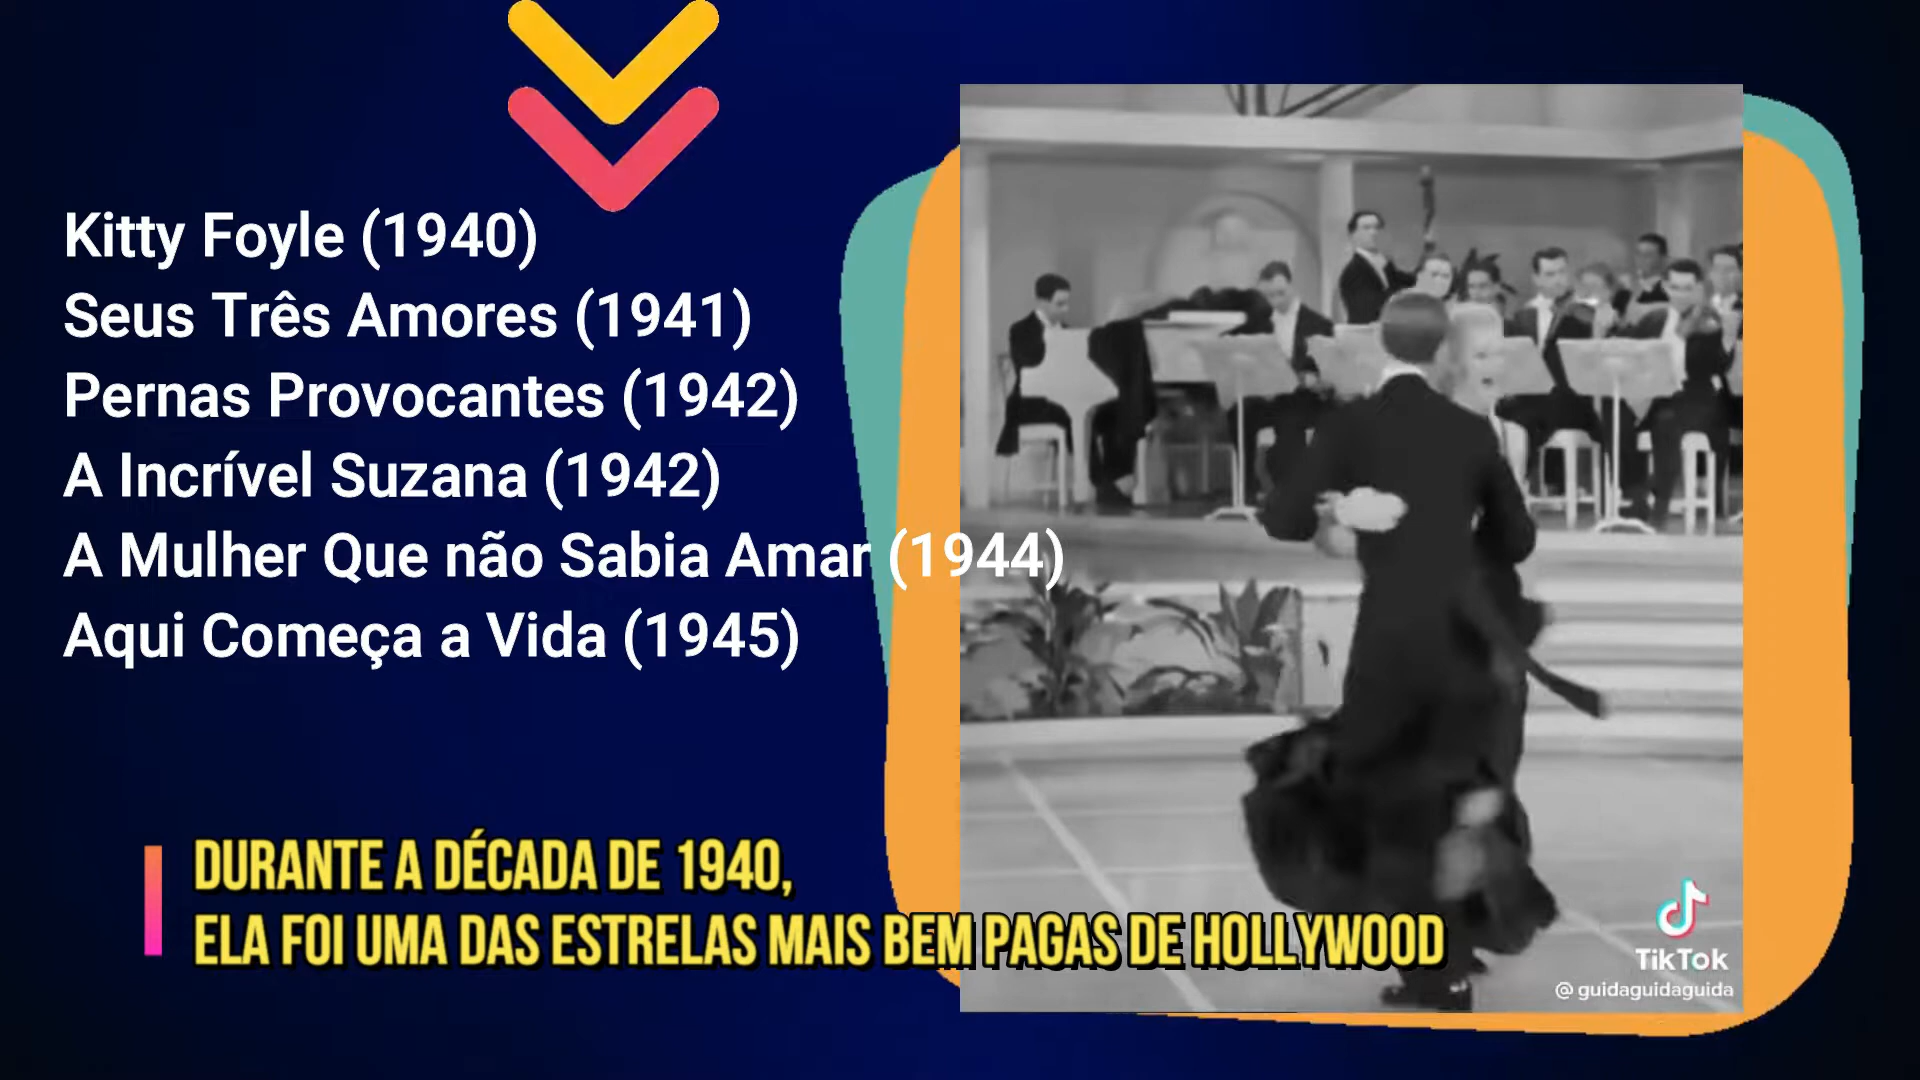 Kitty Foyle (1940)
Seus Três Amores (1941)
Pernas Provocantes (1942)
A Incrível Suzana (1942)
A Mulher Que não Sabia Amar (1944)
Aqui Começa a Vida (1945)
DURANTE A DÉCADA DE 1940,
ELA FOI UMA DAS ESTRELAS MAIS BEM PAGAS DE HOLLYWOOD
TikTok
@guidaguidaguida